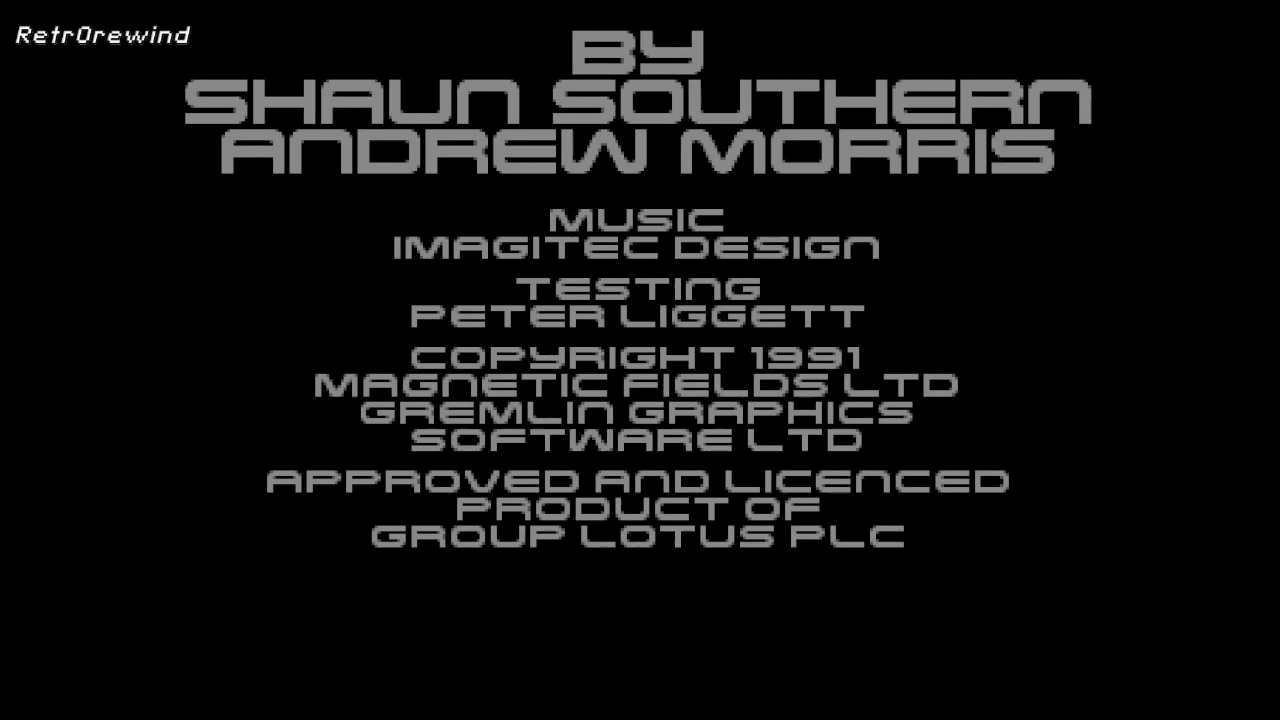 Retr0rewind
BY
SHAUN SOUTHERN
ANDREW MORRIS
MUSIC
IMAGITEC DESIGN
TESTING
PETER LIGGETT
COPYRIGHT 1991
MAGNETIC FIELDS LTD
GREMLIN GRAPHICS
SOFTWARE LTD
APPROVED AND LICENCED
PRODUCT OF
GROUP LOTUS PLC